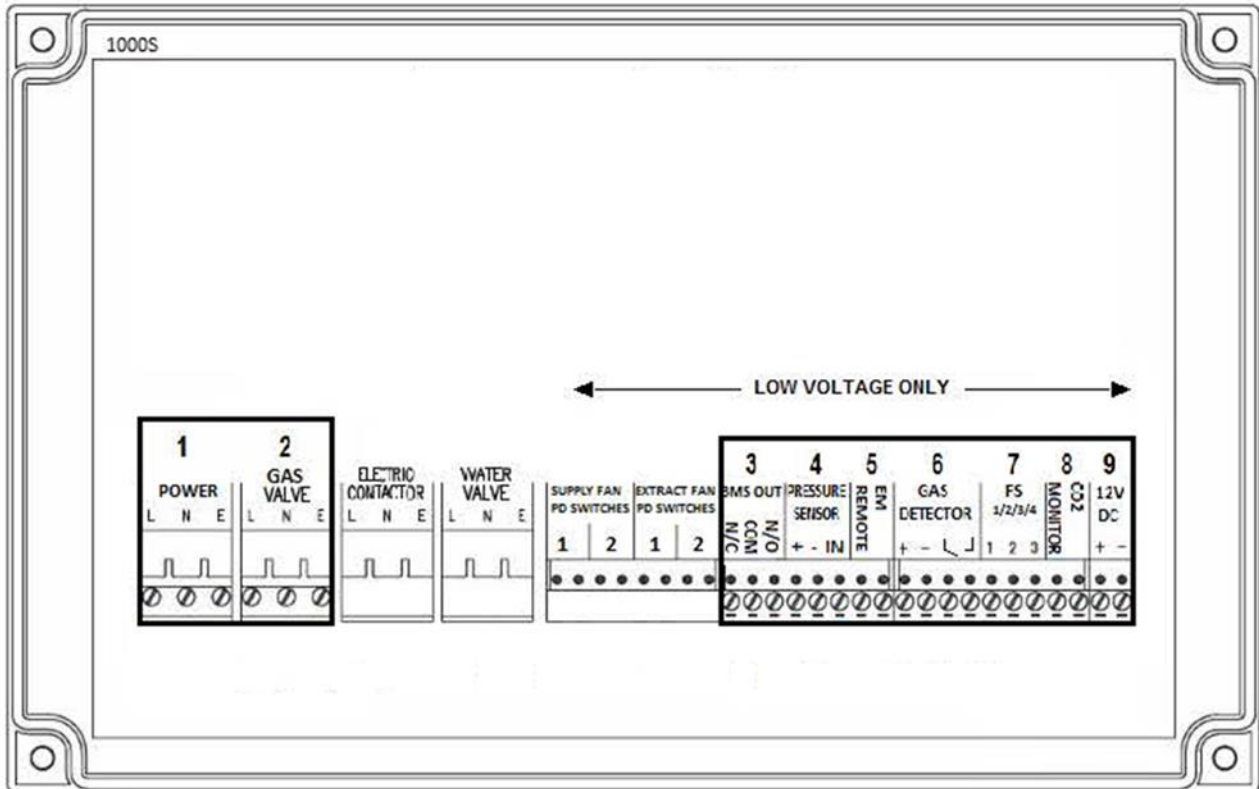 1000S
LOW VOLTAGE ONLY
1
POWER
L N E
2
GAS
VALVE
L N E
ELECTRIC
CONTACTOR
L N E
WATER
VALVE
L N E
SUPPLY FAN
PD SWITCHES
1 2
EXTRACT FAN
PD SWITCHES
1 2
3
BMS OUT
N/C
COM
N/O
4
PRESSURE
SENSOR
+ - IN
5
EM
REMOTE
6
GAS
DETECTOR
+ -
7
FS
1/2/3/4
1 2 3
8
CO2
MONITOR
9
12V
DC
+ -